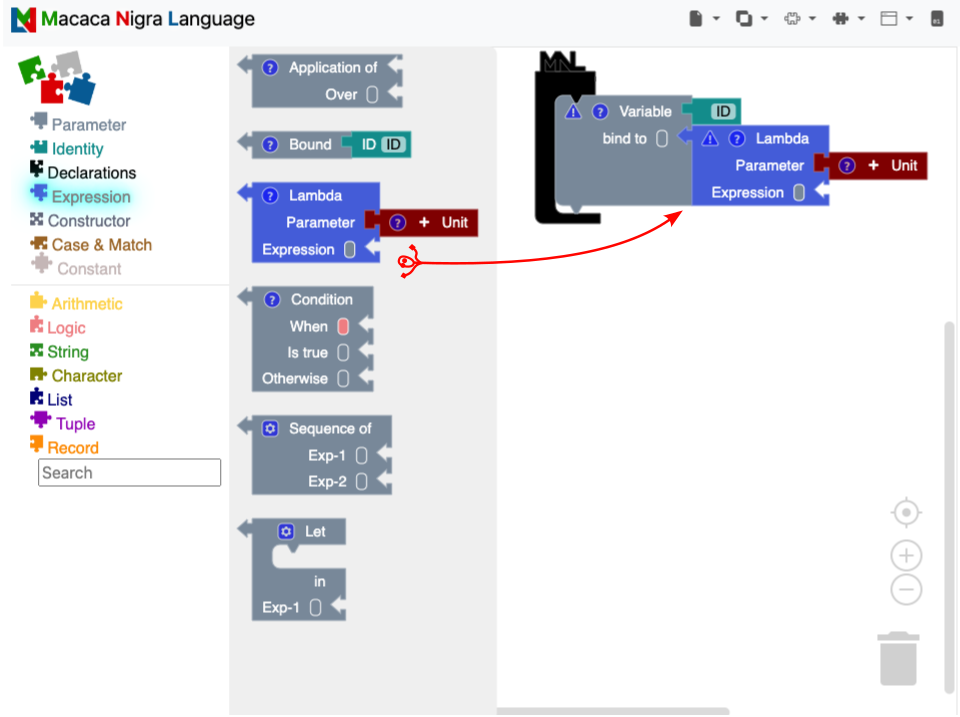 Macaca Nigra Language
Parameter
Identity
Declarations
Expression
Constructor
Case & Match
Constant
Arithmetic
Logic
String
Character
List
Tuple
Record
Search
? Application of
Over
? Bound ID ID
? Lambda
Parameter ? + Unit
Expression
? Condition
When
Is true
Otherwise
Sequence of
Exp-1
Exp-2
Let
in
Exp-1
MNL
! ? Variable ID
bind to ! ? Lambda
Parameter ? + Unit
Expression